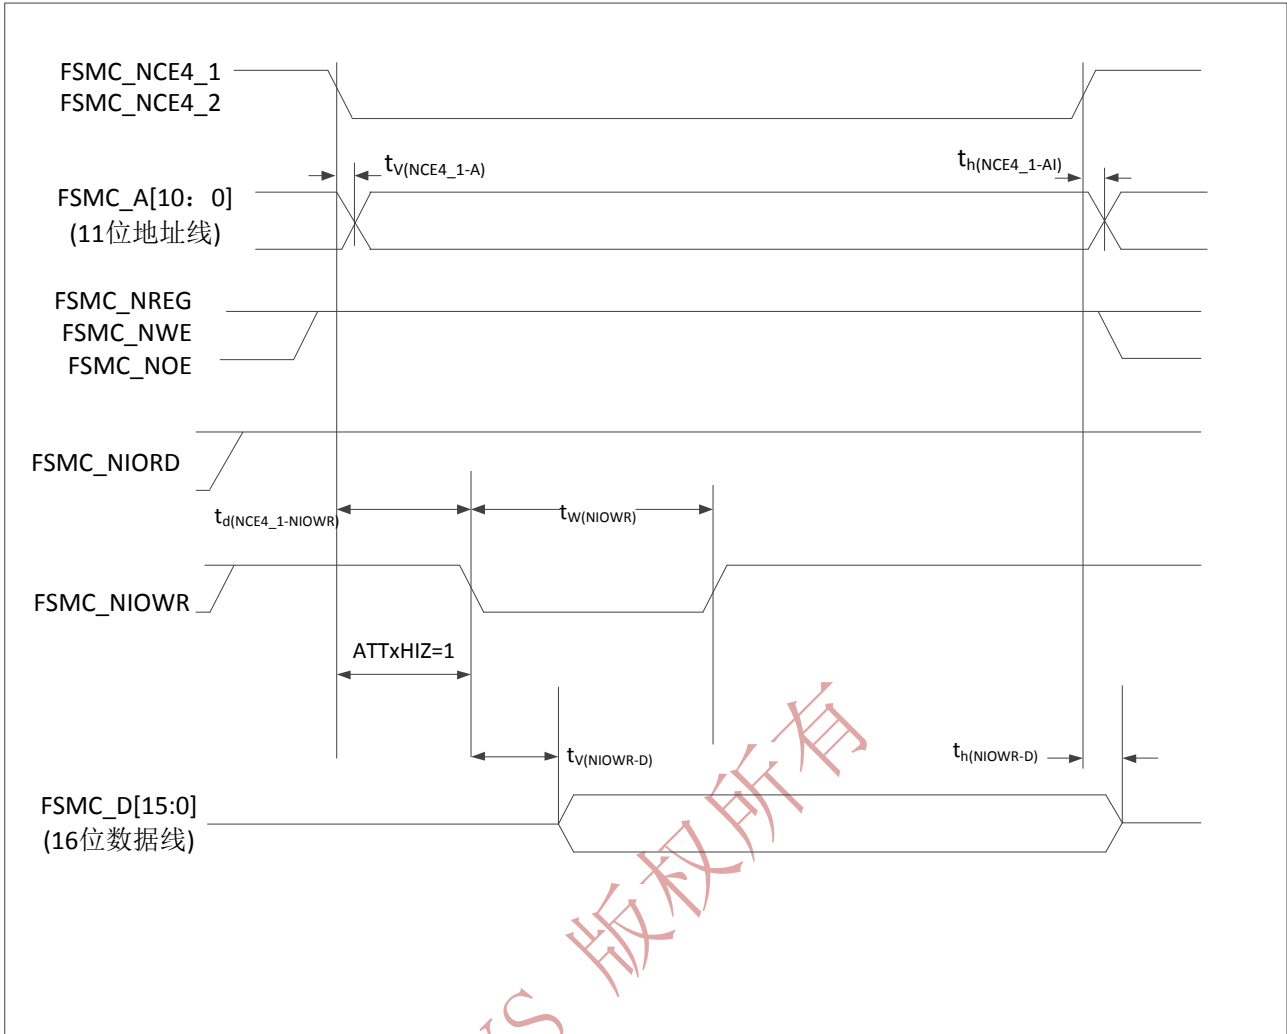 FSMC_NCE4_1
FSMC_NCE4_2
tV(NCE4_1-A)
th(NCE4_1-AI)
FSMC_A[10：0]
(11位地址线)
FSMC_NREG
FSMC_NWE
FSMC_NOE
FSMC_NIORD
td(NCE4_1-NIOWR)
tW(NIOWR)
FSMC_NIOWR
ATTxHIZ=1
tV(NIOWR-D)
th(NIOWR-D)
FSMC_D[15:0]
(16位数据线)
版权所有